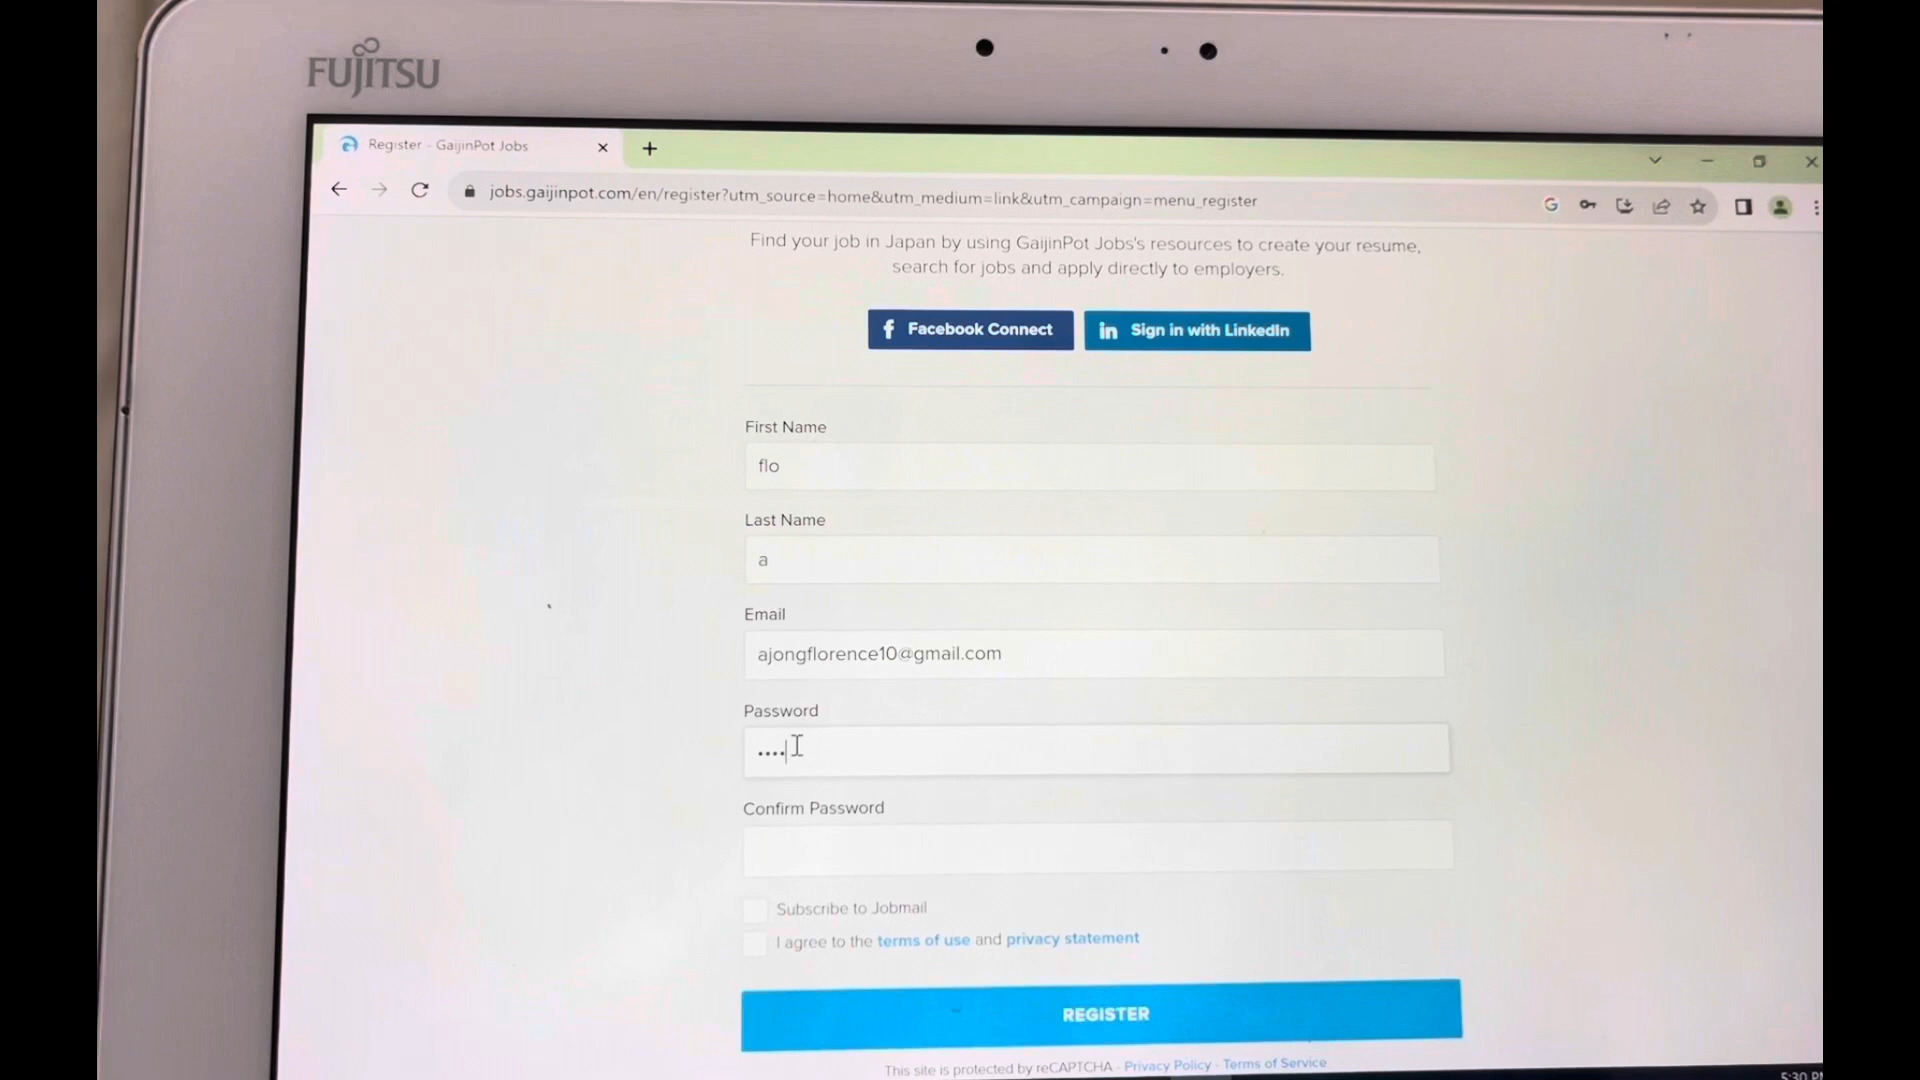 FUJITSU
Register - GaijinPot Jobs
jobs.gaijinpot.com/en/register?utm_source=home&utm_medium=link&utm_campaign=menu_register
Find your job in Japan by using GaijinPot Jobs's resources to create your resume,
search for jobs and apply directly to employers.
f Facebook Connect
in Sign in with LinkedIn
First Name
flo
Last Name
a
Email
ajongflorence10@gmail.com
Password
....
Confirm Password
Subscribe to Jobmail
I agree to the terms of use and privacy statement
REGISTER
This site is protected by reCAPTCHA - Privacy Policy - Terms of Service